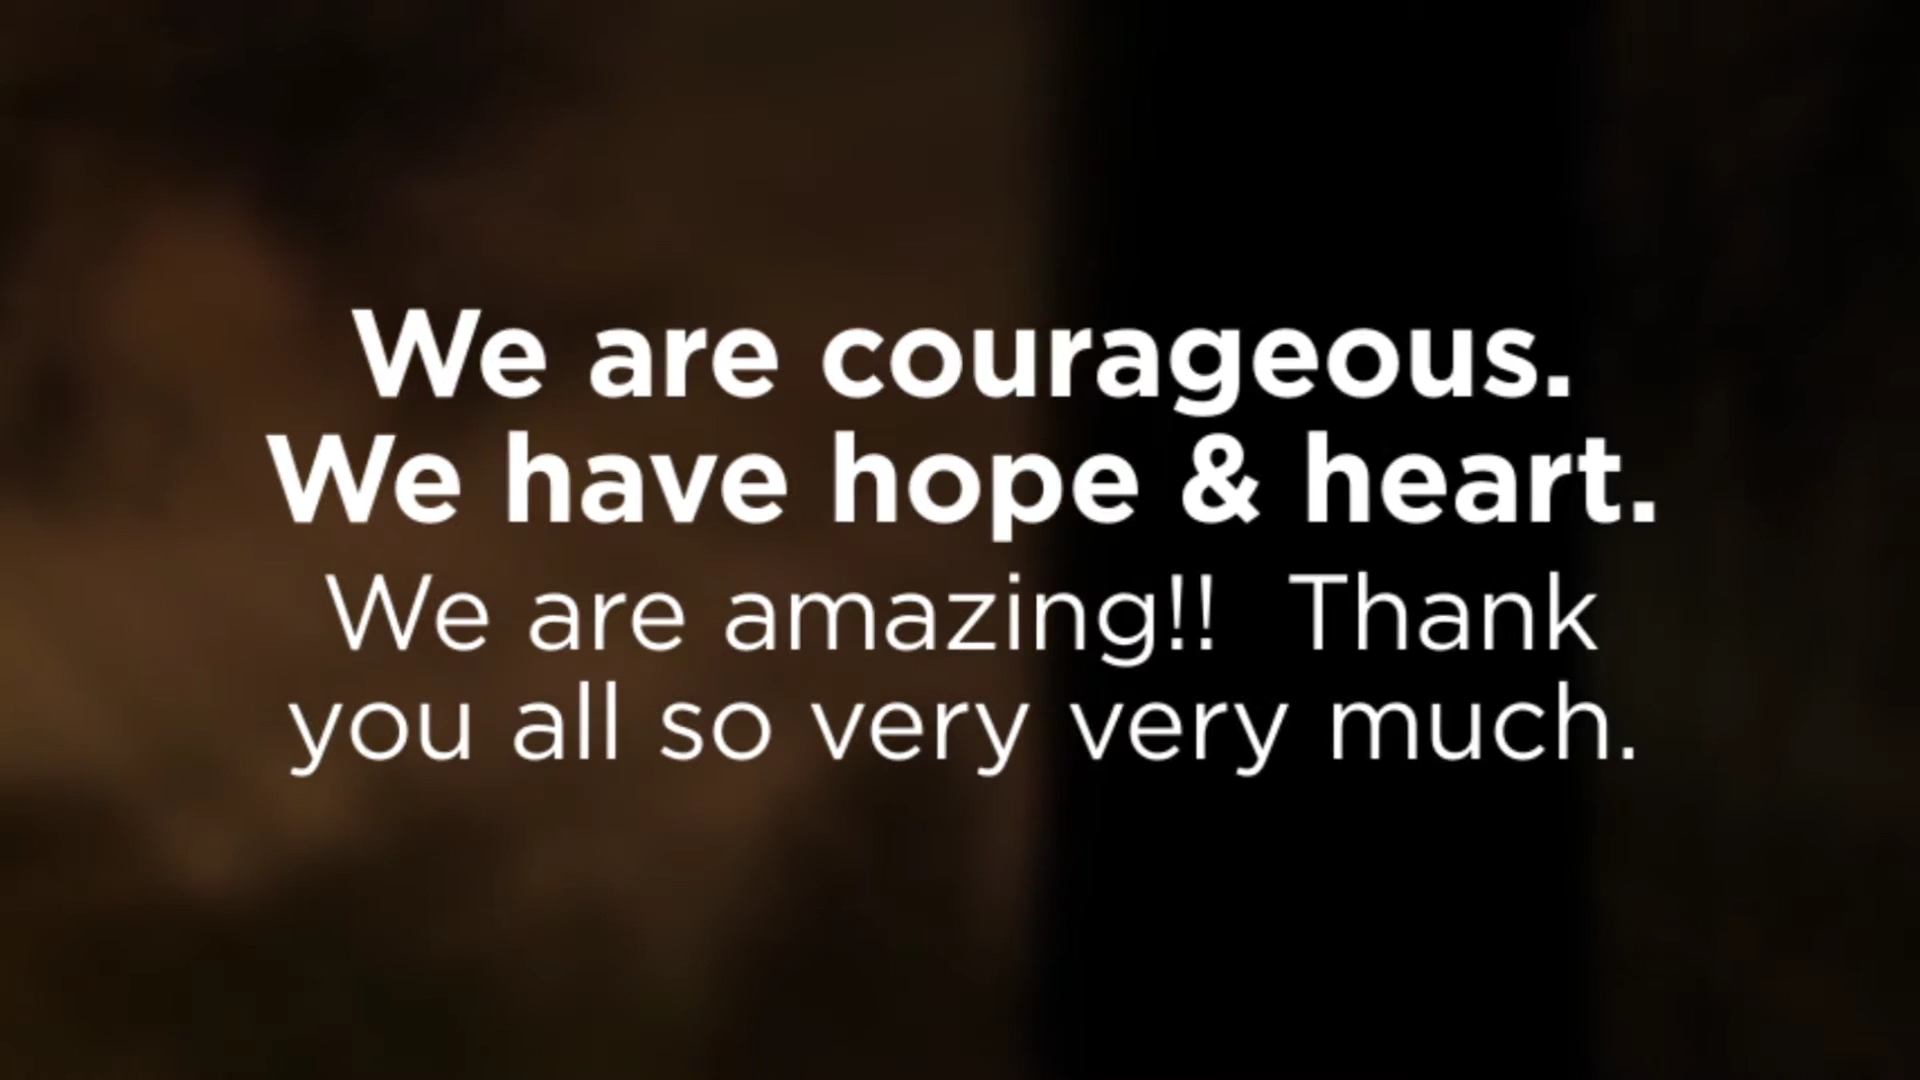 We are courageous.
We have hope & heart.
We are amazing!!  Thank
you all so very very much.